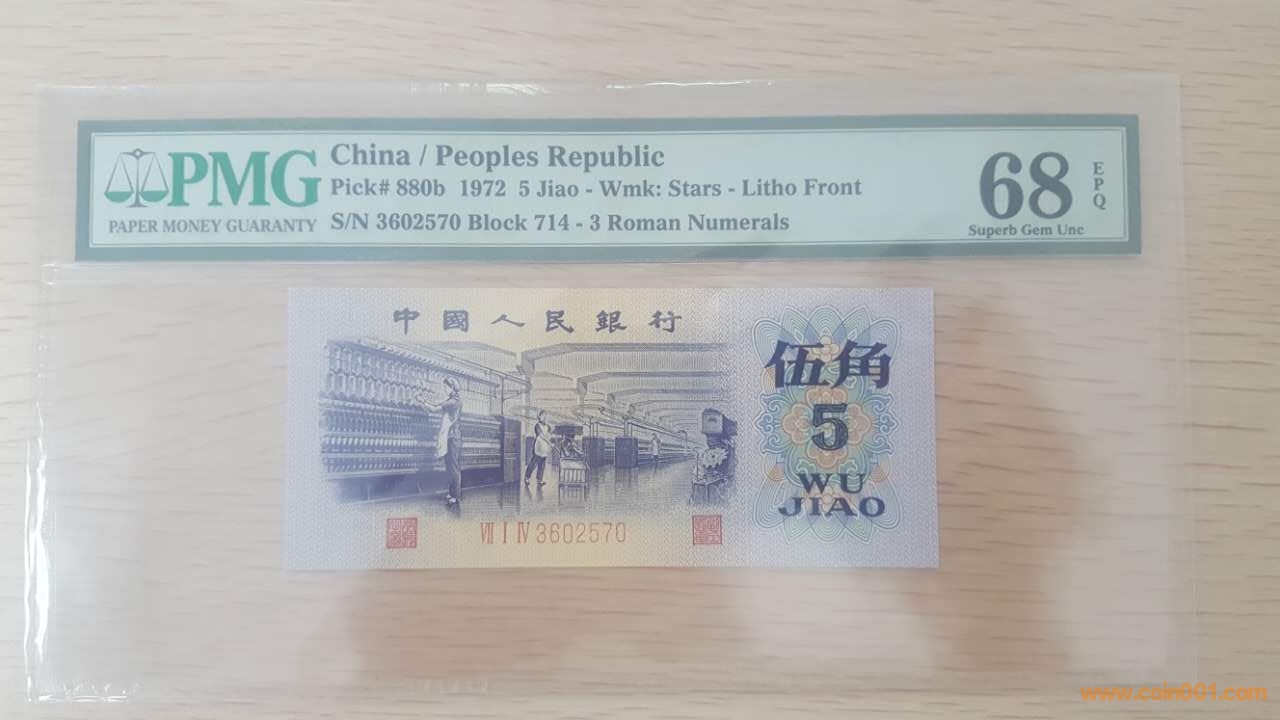 PMG
PAPER MONEY GUARANTY
China / Peoples Republic
Pick# 880b 1972 5 Jiao - Wmk: Stars - Litho Front
S/N 3602570 Block 714 - 3 Roman Numerals
68
EPQ
Superb Gem Unc
中國人民銀行
伍角
5
WU
JIAO
VII I IV 3602570
www.coin001.com